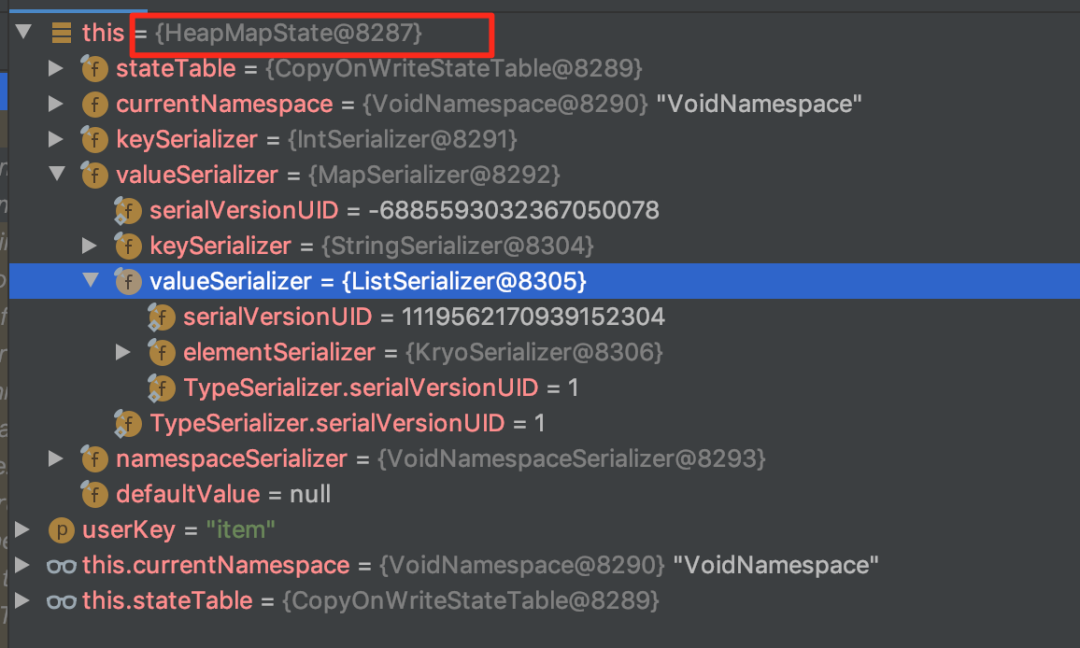 this = {HeapMapState@8287}
f stateTable = {CopyOnWriteStateTable@8289}
f currentNamespace = {VoidNamespace@8290} "VoidNamespace"
f keySerializer = {IntSerializer@8291}
f valueSerializer = {MapSerializer@8292}
f serialVersionUID = -6885593032367050078
f keySerializer = {StringSerializer@8304}
f valueSerializer = {ListSerializer@8305}
f serialVersionUID = 1119562170939152304
f elementSerializer = {KryoSerializer@8306}
f TypeSerializer.serialVersionUID = 1
f TypeSerializer.serialVersionUID = 1
f namespaceSerializer = {VoidNamespaceSerializer@8293}
f defaultValue = null
p userKey = "item"
this.currentNamespace = {VoidNamespace@8290} "VoidNamespace"
this.stateTable = {CopyOnWriteStateTable@8289}